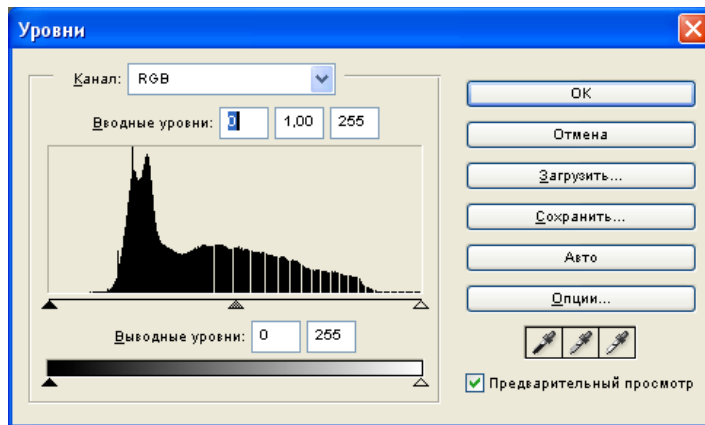 Уровни
Канал: RGB
Вводные уровни: 0 1,00 255
Выводные уровни: 0 255
OK
Отмена
Загрузить...
Сохранить...
Авто
Опции...
Предварительный просмотр